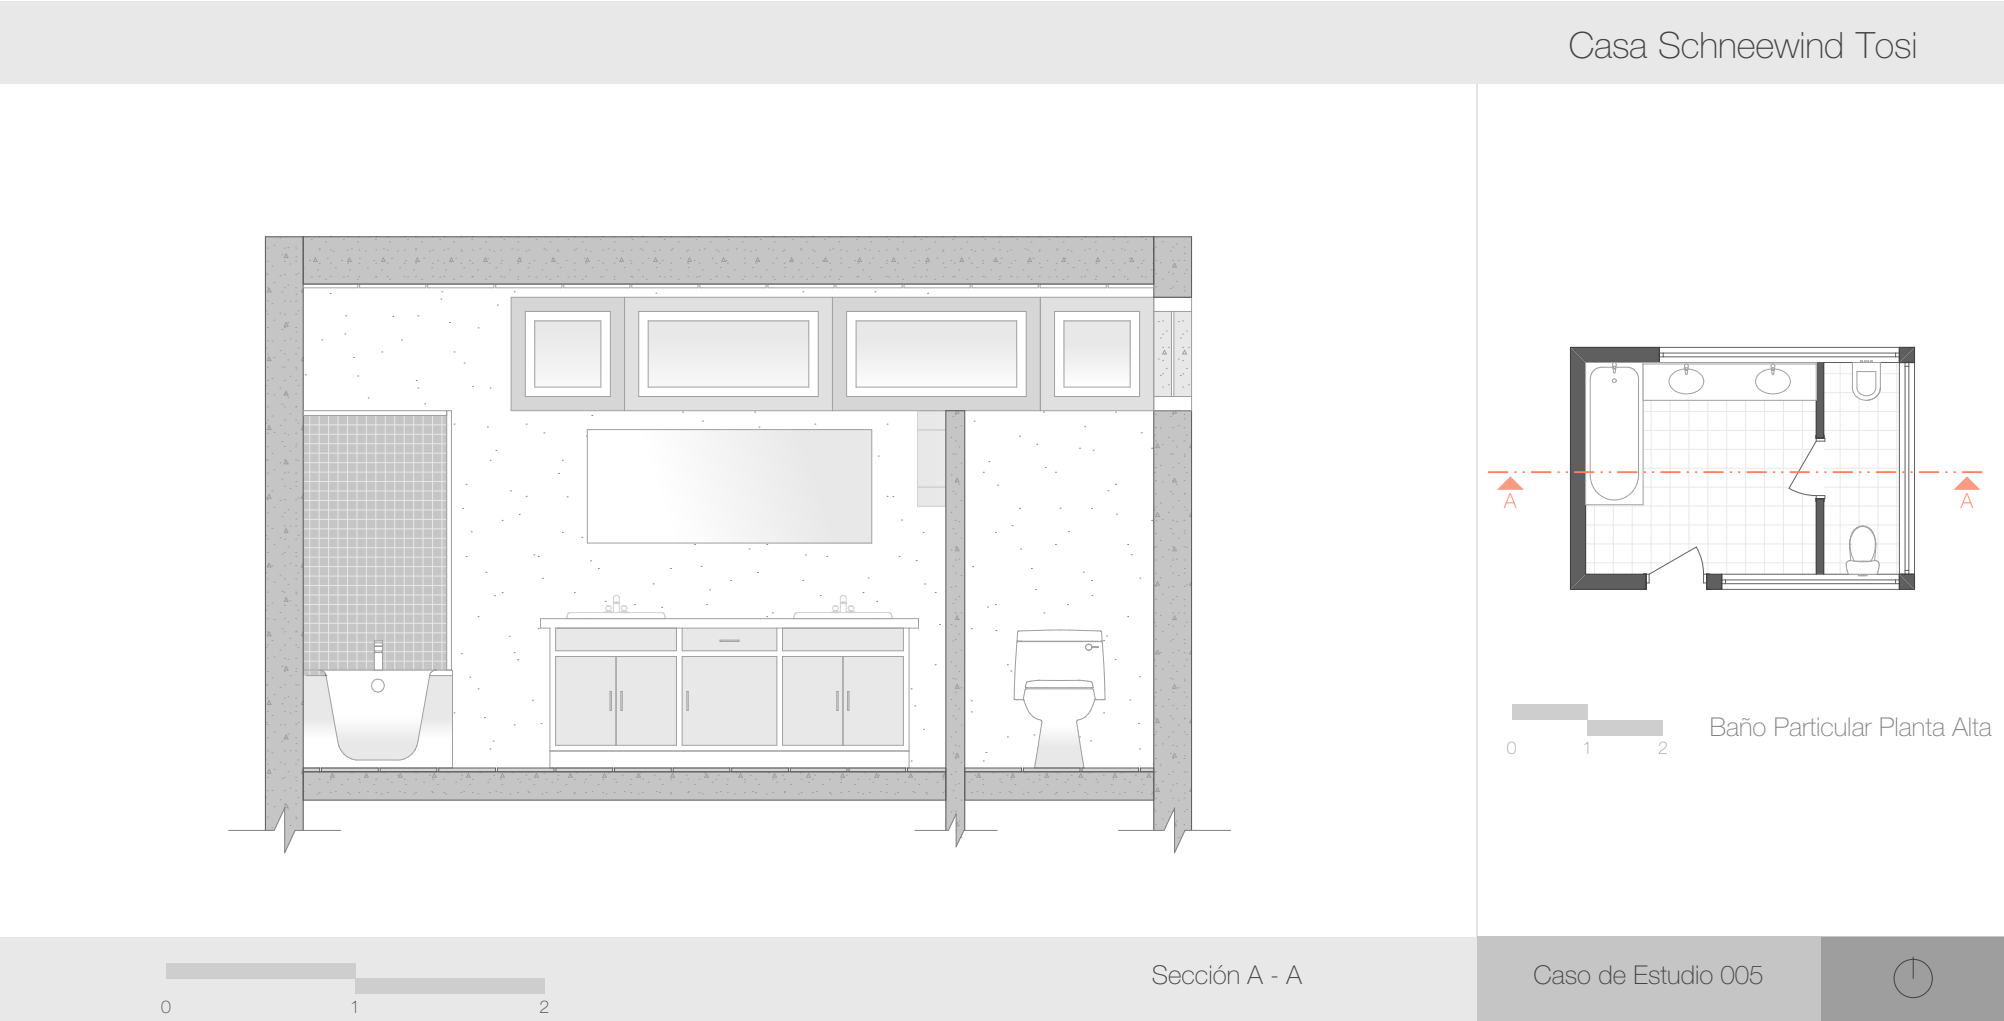 Casa Schneewind Tosi
A A
0 1 2
Baño Particular Planta Alta
0 1 2
Sección A - A
Caso de Estudio 005